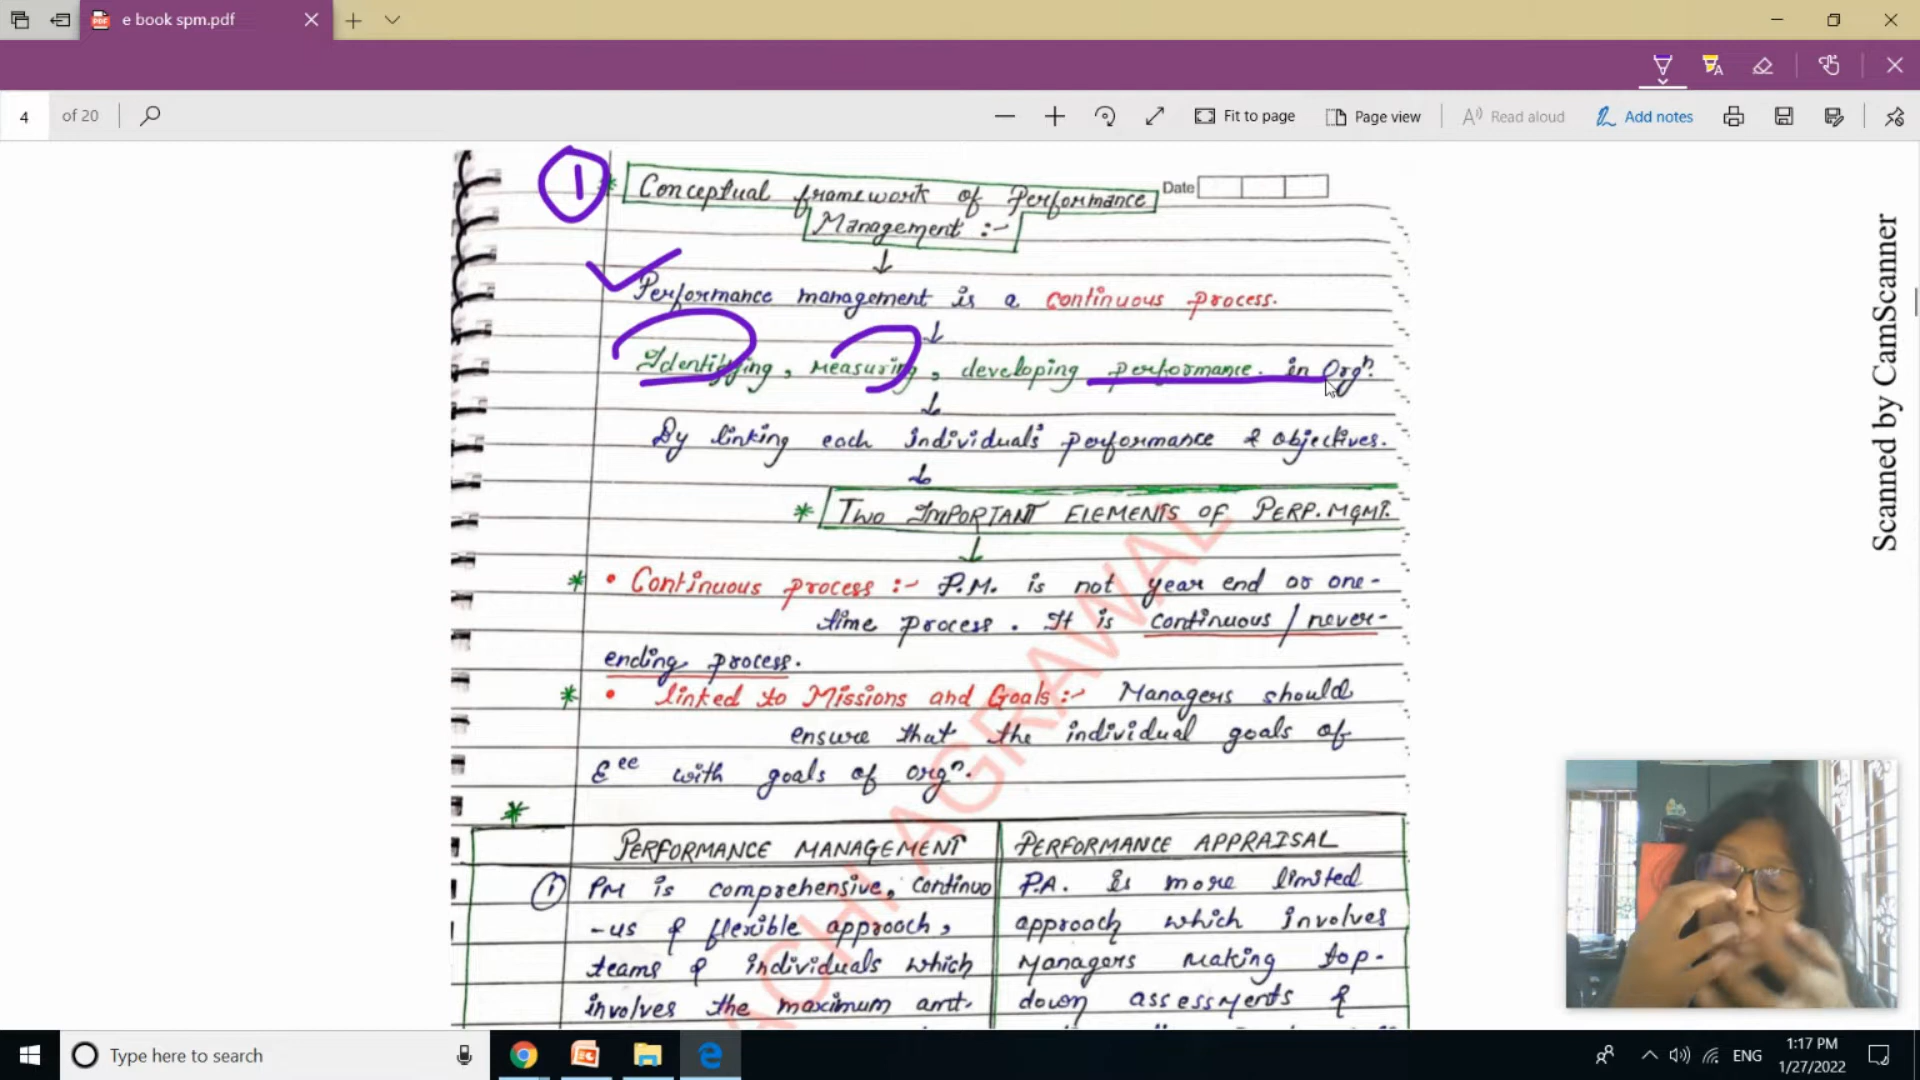 e book spm.pdf
4 of 20
Fit to page
Page view
Read aloud
Add notes
1
* Conceptual framework of Performance
Date
Management :-
↓
Performance management is a continuous process.
↓
Identifying, measuring, developing performance in Orgⁿ.
↓
By linking each individual's performance & objectives.
↓
* TWO IMPORTANT ELEMENTS OF PERP. MGMT.
↓
* • Continuous process :- P.M. is not year end or one-
time process. It is continuous / never-
ending process.
* • linked to Missions and Goals :- Managers should
ensure that the individual goals of
Eᵉᵉ with goals of orgⁿ.
*
PERFORMANCE MANAGEMENT
PERFORMANCE APPRAISAL
① PM is comprehensive, continuo
-us & flexible approach,
teams & individuals which
involves the maximum amt.
P.A. is more limited
approach which involves
Managers making top-
down assessments &
ACHI AGRAWAL
Scanned by CamScanner
Type here to search
ENG
1:17 PM
1/27/2022